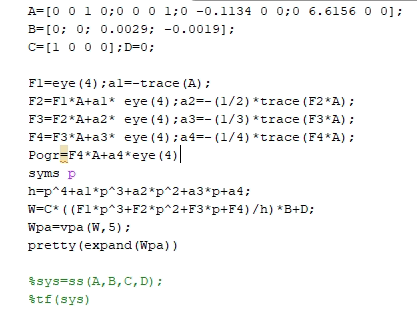 A=[0 0 1 0;0 0 0 1;0 -0.1134 0 0;0 6.6156 0 0];
B=[0; 0; 0.0029; -0.0019];
C=[1 0 0 0];D=0;
F1=eye(4);a1=-trace(A);
F2=F1*A+a1* eye(4);a2=-(1/2)*trace(F2*A);
F3=F2*A+a2* eye(4);a3=-(1/3)*trace(F3*A);
F4=F3*A+a3* eye(4);a4=-(1/4)*trace(F4*A);
Pogr=F4*A+a4*eye(4)
syms p
h=p^4+a1*p^3+a2*p^2+a3*p+a4;
W=C*((F1*p^3+F2*p^2+F3*p+F4)/h)*B+D;
Wpa=vpa(W,5);
pretty(expand(Wpa))
%sys=ss(A,B,C,D);
%tf(sys)